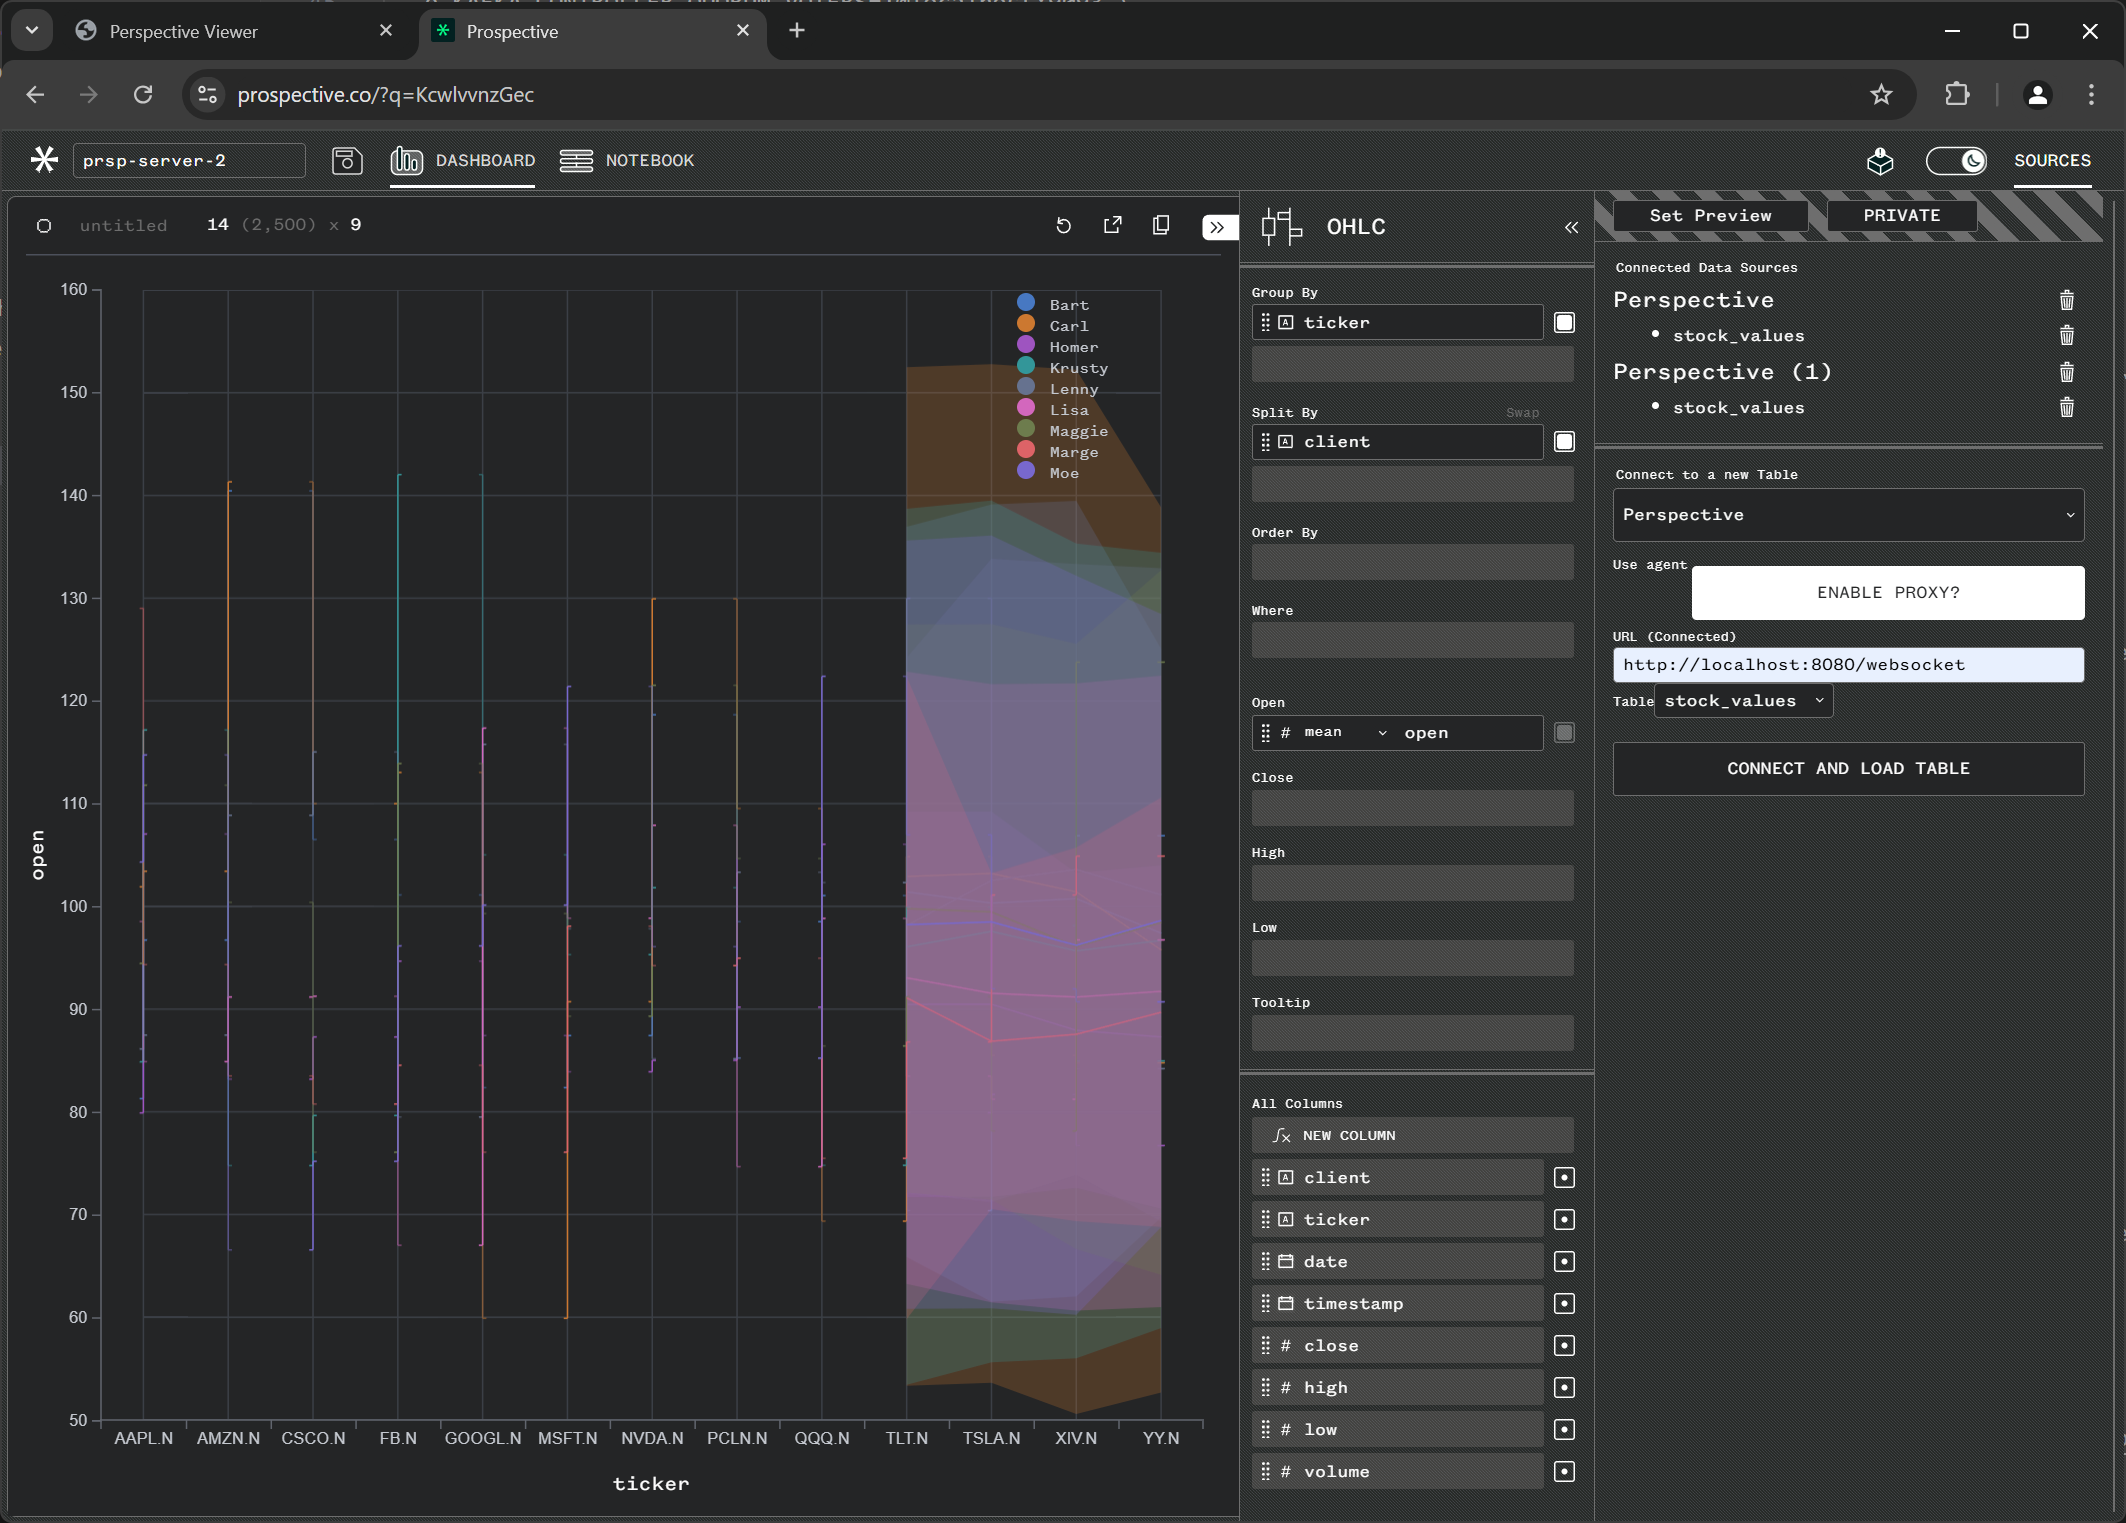 Perspective Viewer
Prospective
prospective.co/?q=KcwlvvnzGec
prsp-server-2
DASHBOARD
NOTEBOOK
SOURCES
untitled
14 (2,500) x 9
160
150
140
130
120
110
100
90
80
70
60
50
open
Bart
Carl
Homer
Krusty
Lenny
Lisa
Maggie
Marge
Moe
AAPL.N AMZN.N CSCO.N FB.N GOOGL.N MSFT.N NVDA.N PCLN.N QQQ.N TLT.N TSLA.N XIV.N YY.N
ticker
OHLC
Group By
ticker
Split By Swap
client
Order By
Where
Open
# mean open
Close
High
Low
Tooltip
All Columns
NEW COLUMN
client
ticker
date
timestamp
# close
# high
# low
# volume
Set Preview
PRIVATE
Connected Data Sources
Perspective
• stock_values
Perspective (1)
• stock_values
Connect to a new Table
Perspective
Use agent
ENABLE PROXY?
URL (Connected)
http://localhost:8080/websocket
Table stock_values
CONNECT AND LOAD TABLE